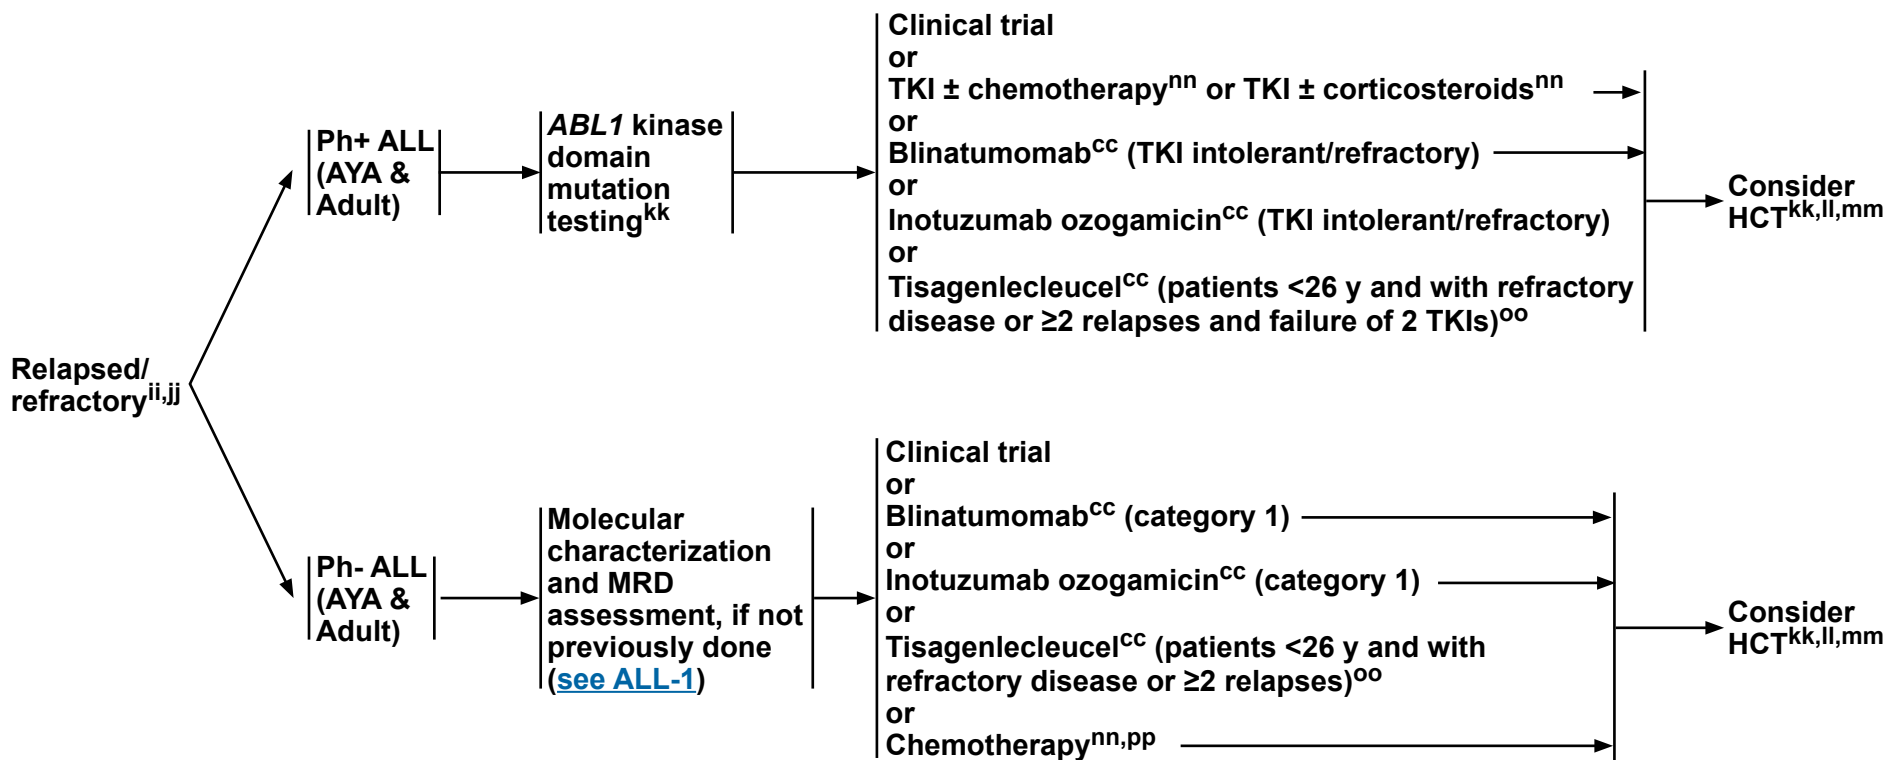 Relapsed/
refractory^ii,jj
Ph+ ALL
(AYA &
Adult)
ABL1 kinase
domain
mutation
testing^kk
Clinical trial
or
TKI ± chemotherapy^nn or TKI ± corticosteroids^nn
or
Blinatumomab^cc (TKI intolerant/refractory)
or
Inotuzumab ozogamicin^cc (TKI intolerant/refractory)
or
Tisagenlecleucel^cc (patients <26 y and with refractory
disease or ≥2 relapses and failure of 2 TKIs)^oo
Consider
HCT^kk,ll,mm
Ph- ALL
(AYA &
Adult)
Molecular
characterization
and MRD
assessment, if not
previously done
(see ALL-1)
Clinical trial
or
Blinatumomab^cc (category 1)
or
Inotuzumab ozogamicin^cc (category 1)
or
Tisagenlecleucel^cc (patients <26 y and with
refractory disease or ≥2 relapses)^oo
or
Chemotherapy^nn,pp
Consider
HCT^kk,ll,mm